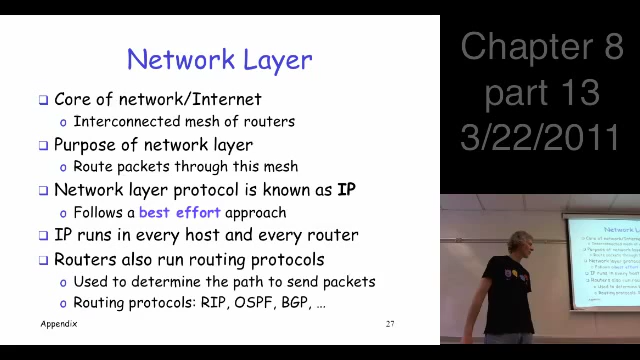 Network Layer
Core of network/Internet
Interconnected mesh of routers
Purpose of network layer
Route packets through this mesh
Network layer protocol is known as IP
Follows a best effort approach
IP runs in every host and every router
Routers also run routing protocols
Used to determine the path to send packets
Routing protocols: RIP, OSPF, BGP, …
Appendix
27
Chapter 8
part 13
3/22/2011